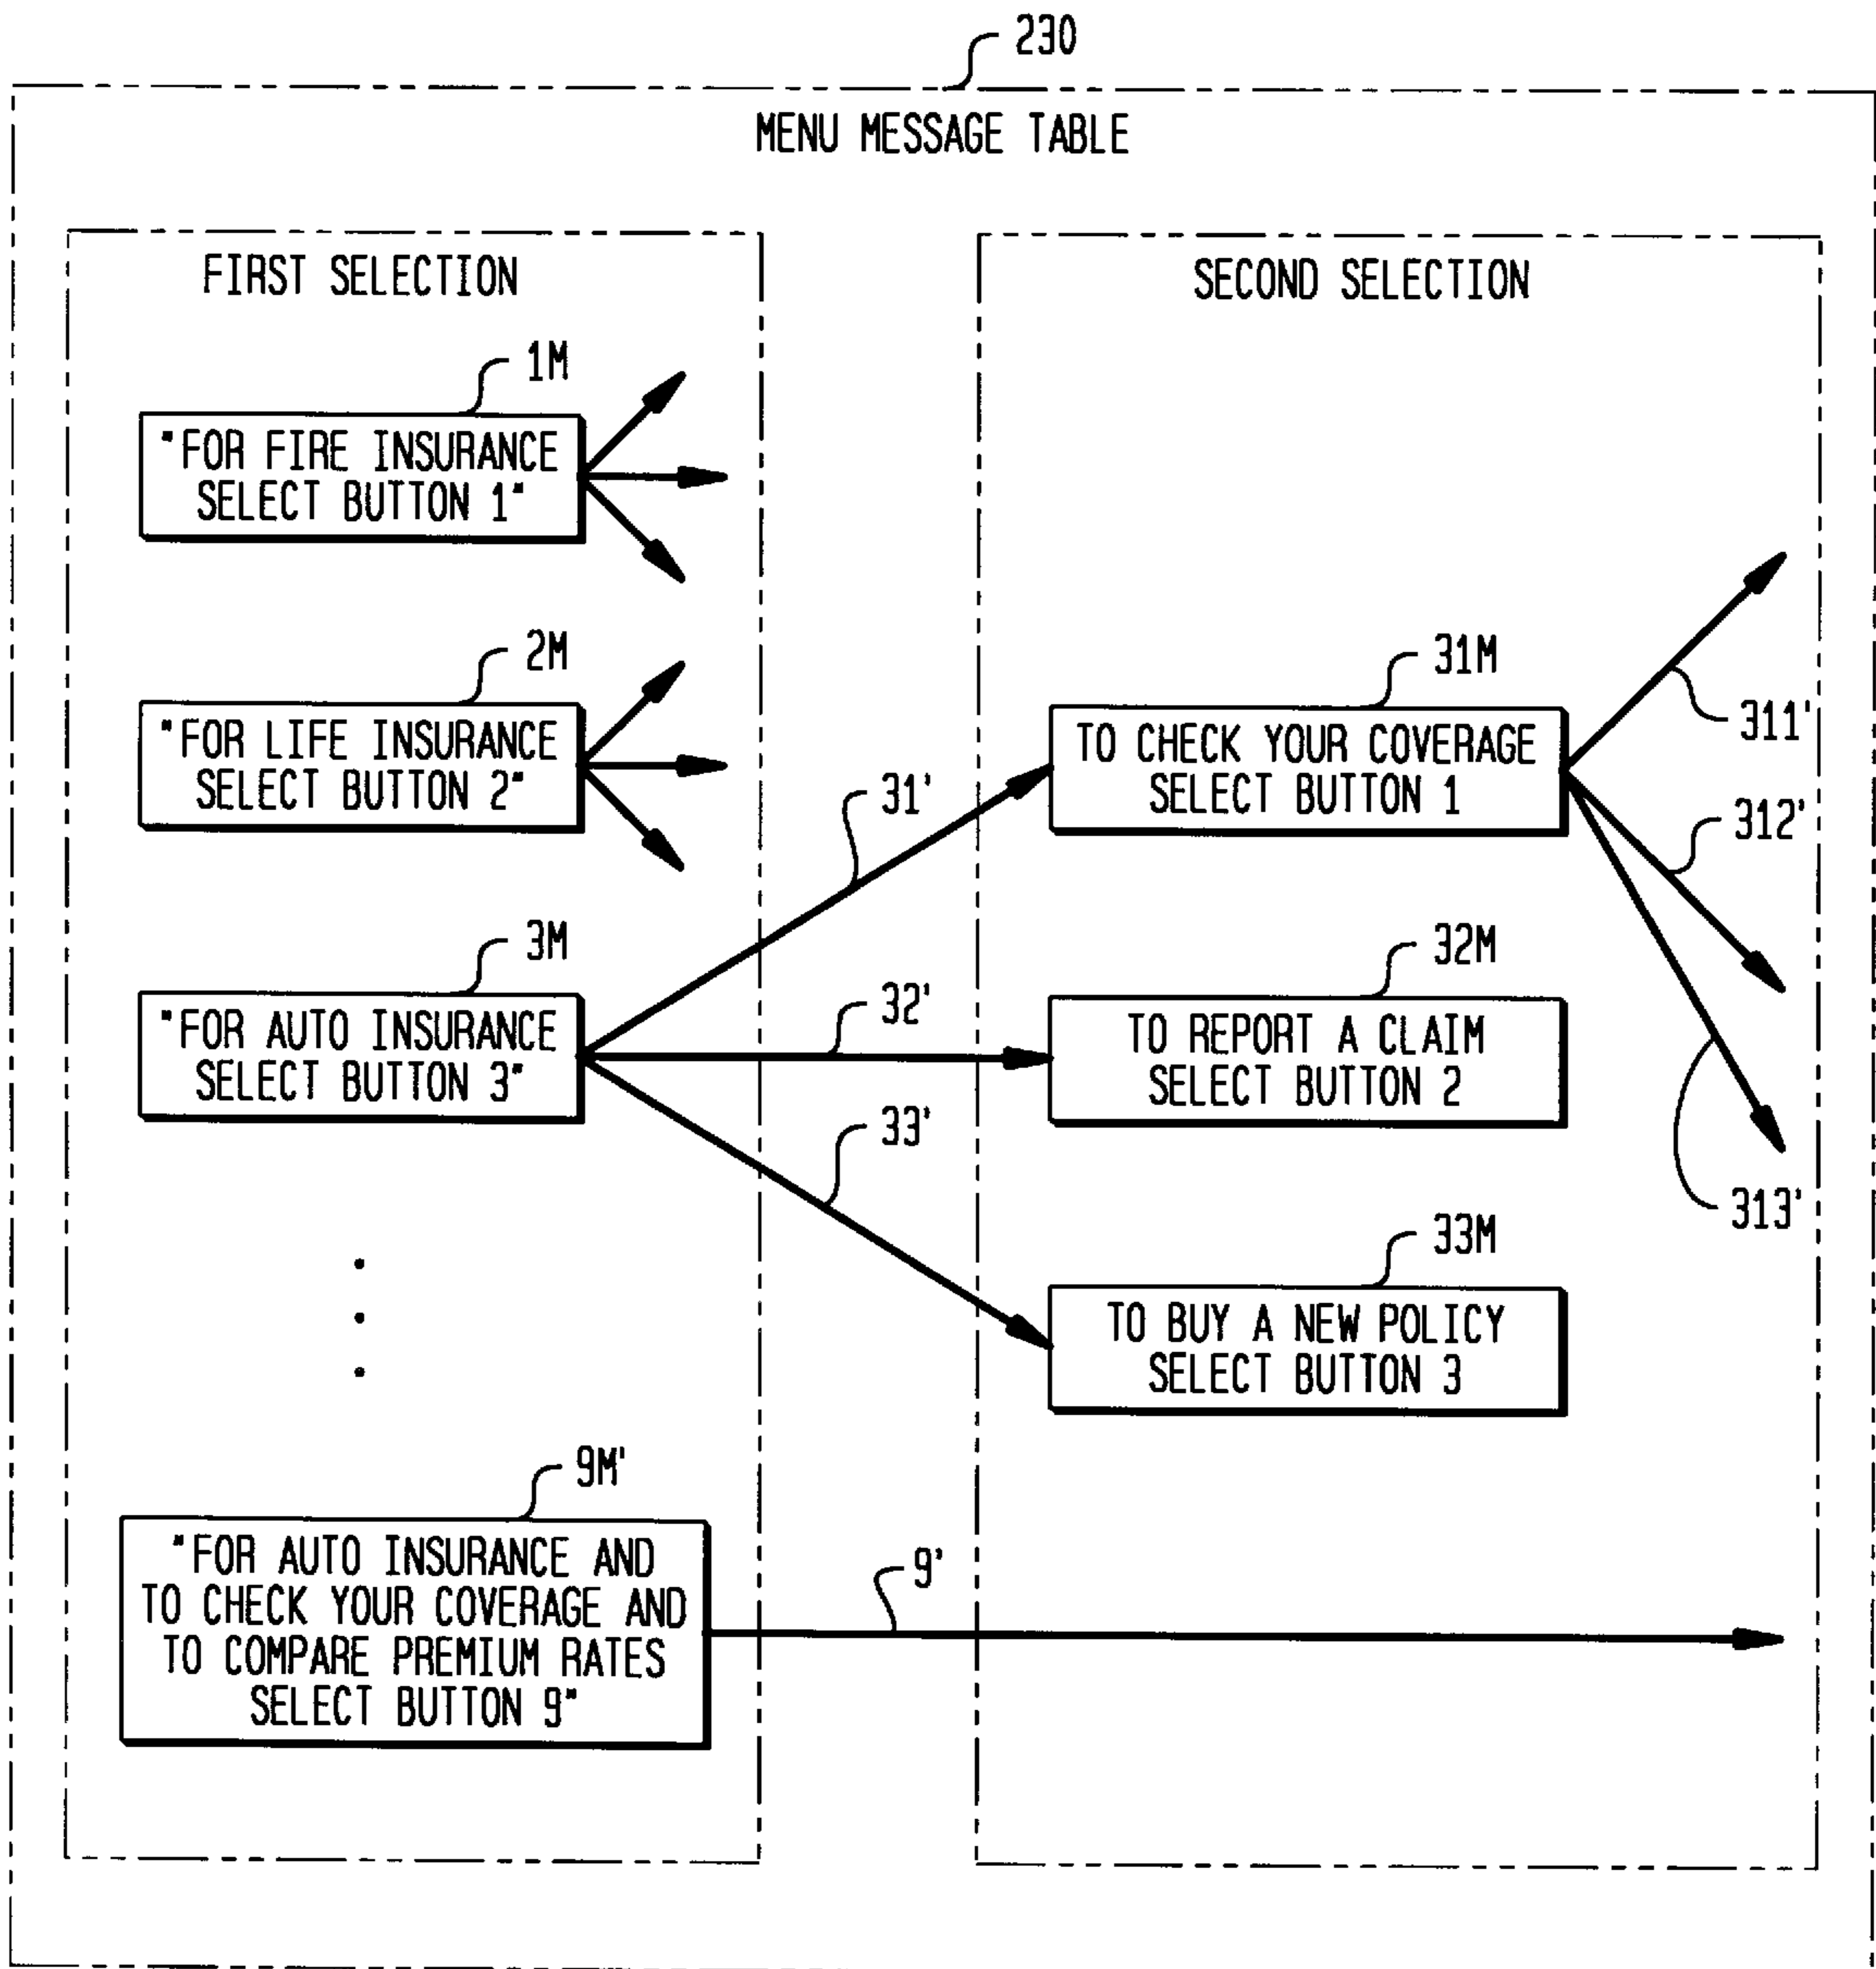 230
MENU MESSAGE TABLE
FIRST SELECTION
1M
"FOR FIRE INSURANCE
SELECT BUTTON 1"
2M
"FOR LIFE INSURANCE
SELECT BUTTON 2"
3M
"FOR AUTO INSURANCE
SELECT BUTTON 3"
9M'
"FOR AUTO INSURANCE AND
TO CHECK YOUR COVERAGE AND
TO COMPARE PREMIUM RATES
SELECT BUTTON 9"
31'
32'
33'
9'
SECOND SELECTION
31M
TO CHECK YOUR COVERAGE
SELECT BUTTON 1
32M
TO REPORT A CLAIM
SELECT BUTTON 2
33M
TO BUY A NEW POLICY
SELECT BUTTON 3
311'
312'
313'